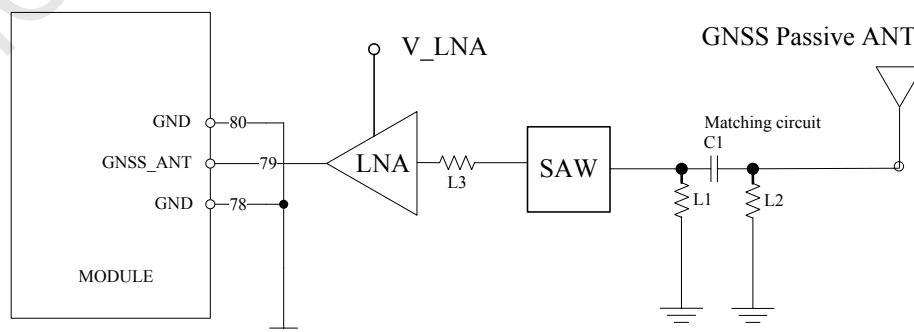 GNSS Passive ANT
V_LNA
GND
80
Matching circuit
C1
GNSS_ANT
79
LNA
L3
SAW
GND
78
L1
L2
MODULE